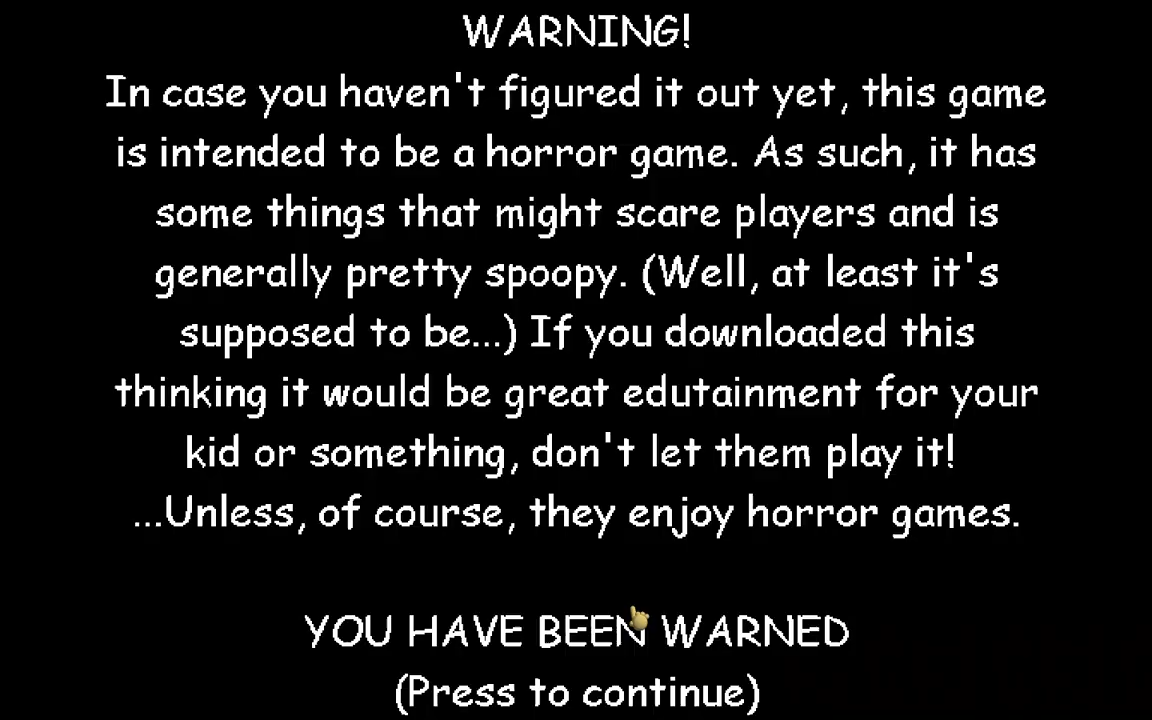 WARNING!
In case you haven't figured it out yet, this game
is intended to be a horror game. As such, it has
some things that might scare players and is
generally pretty spoopy. (Well, at least it's
supposed to be...) If you downloaded this
thinking it would be great edutainment for your
kid or something, don't let them play it!
...Unless, of course, they enjoy horror games.
YOU HAVE BEEN WARNED
(Press to continue)